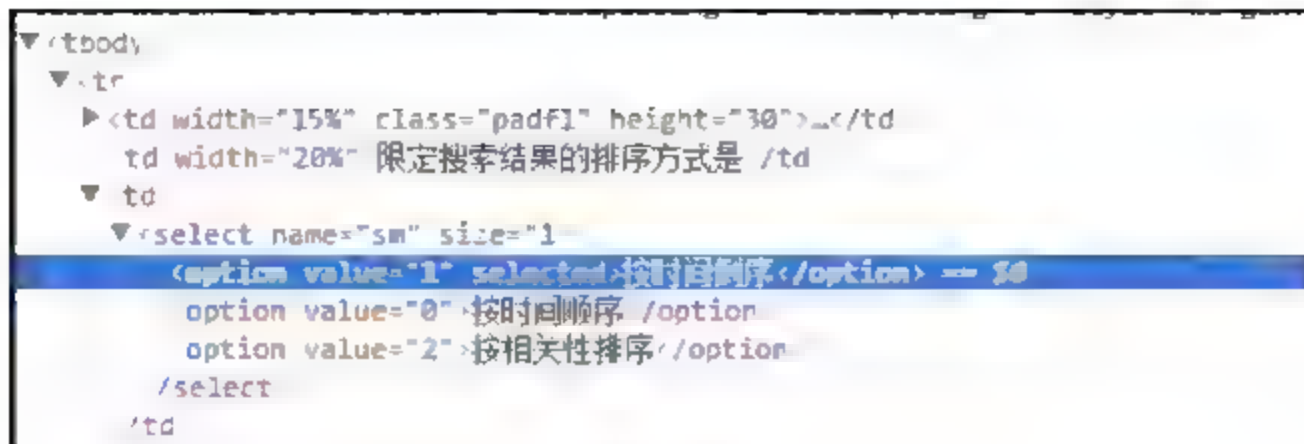 ▼<tbody
▼<tr
▶<td width="15%" class="padfl" height="30">…</td
td width="20%" 限定搜索结果的排序方式是 /td
▼ td
▼<select name="sm" size="1
<option value="1" selected>按时间倒序</option> == $0
option value="0">按时间顺序 /option
option value="2">按相关性排序</option
/select
/td